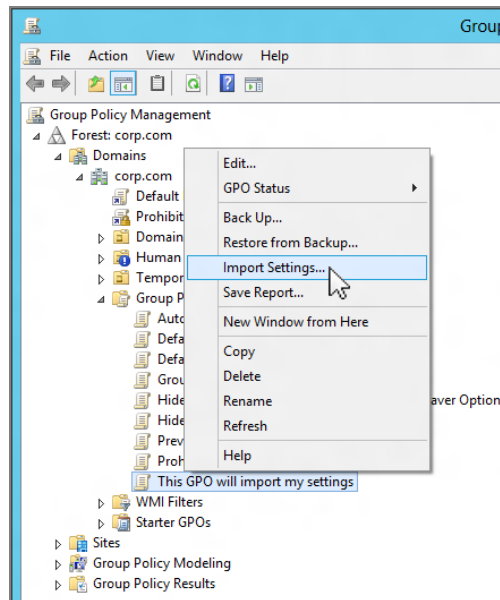 Group
File Action View Window Help
Group Policy Management
Forest: corp.com
Domains
corp.com
Default
Prohibit
Domain
Human
Tempor
Group P
Auto
Defa
Defa
Grou
Hide
Hide
Prev
Proh
This GPO will import my settings
WMI Filters
Starter GPOs
Sites
Group Policy Modeling
Group Policy Results
Edit...
GPO Status
Back Up...
Restore from Backup...
Import Settings...
Save Report...
New Window from Here
Copy
Delete
Rename
Refresh
Help
aver Option